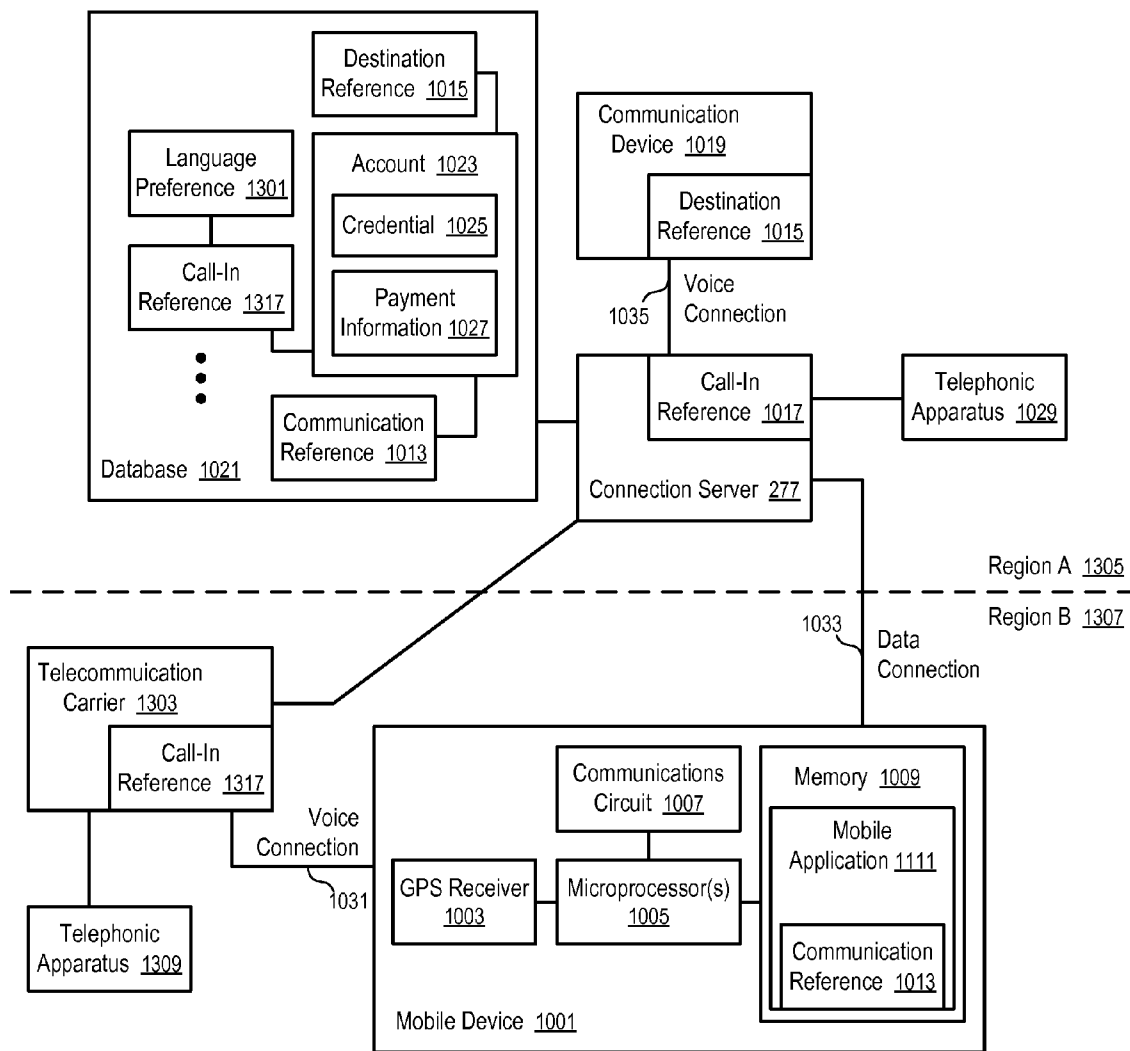 Destination
Reference 1015
Account 1023
Credential 1025
Payment
Information 1027
Language
Preference 1301
Call-In
Reference 1317
Communication
Reference 1013
Database 1021
Communication
Device 1019
Destination
Reference 1015
1035
Voice
Connection
Call-In
Reference 1017
Connection Server 277
Telephonic
Apparatus 1029
Region A 1305
Region B 1307
1033
Data
Connection
Telecommuication
Carrier 1303
Call-In
Reference 1317
Voice
Connection
1031
Telephonic
Apparatus 1309
Communications
Circuit 1007
GPS Receiver
1003
Microprocessor(s)
1005
Memory 1009
Mobile
Application 1111
Communication
Reference 1013
Mobile Device 1001